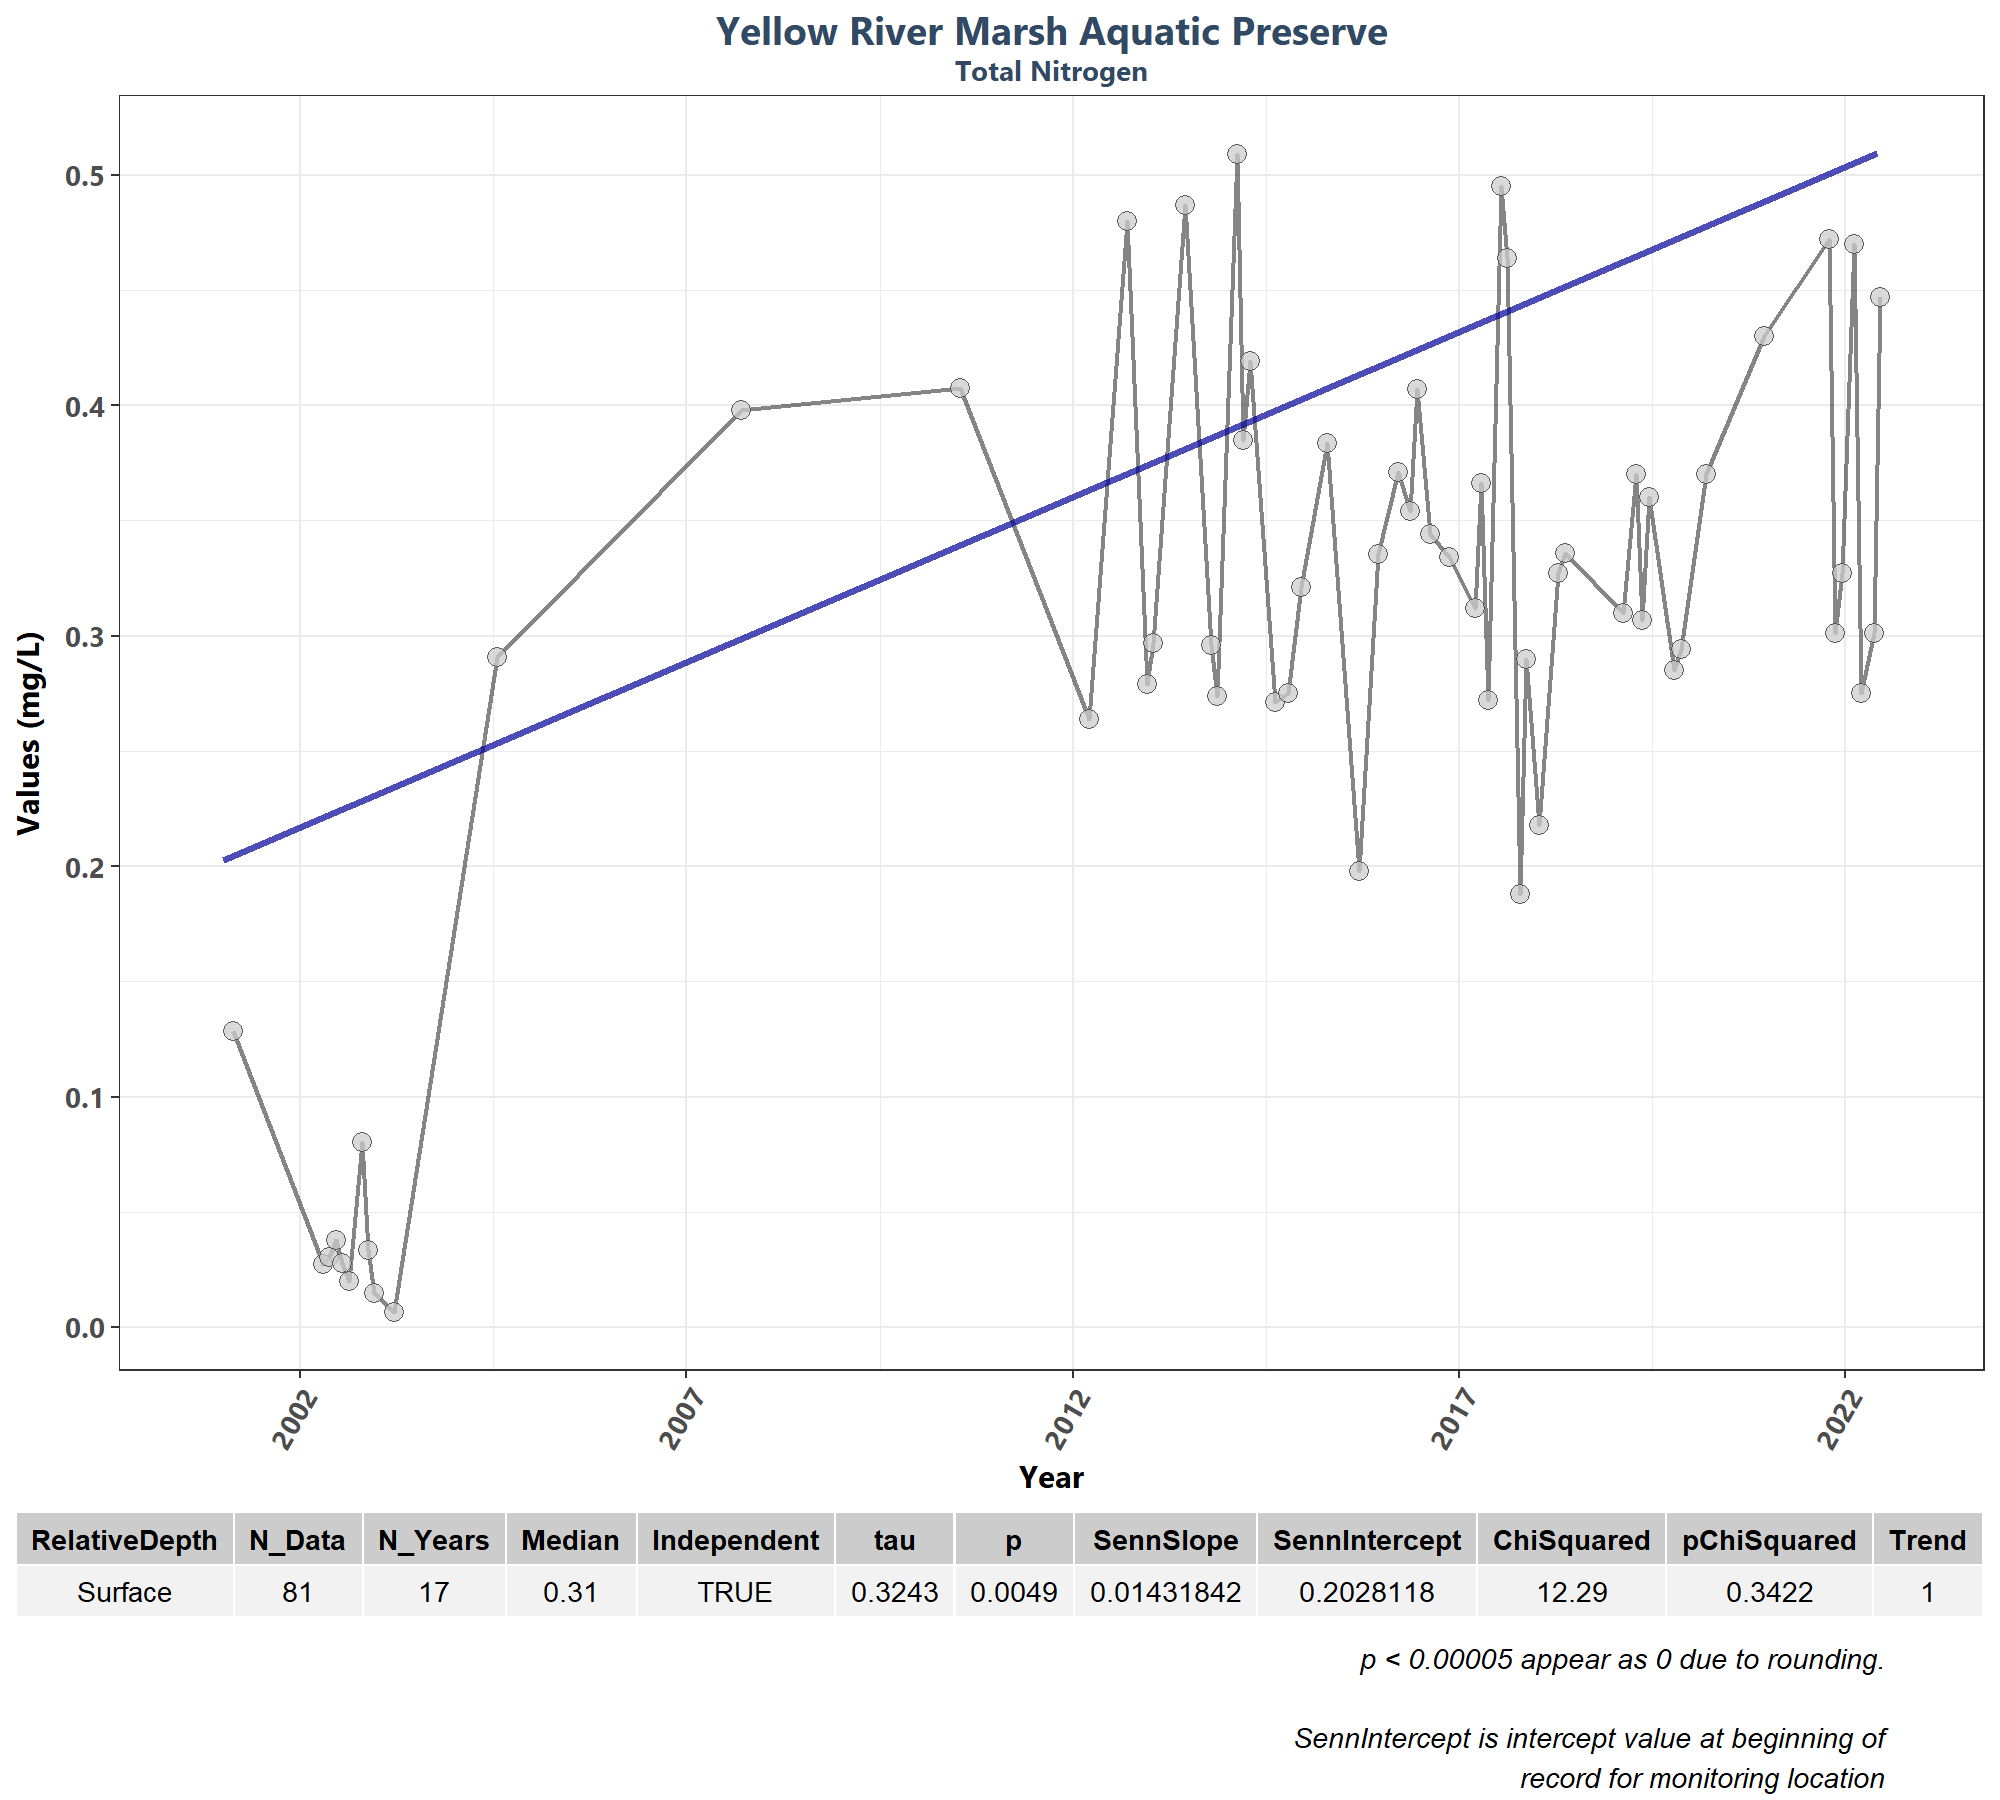 Yellow River Marsh Aquatic Preserve
Total Nitrogen
Values (mg/L)
0.5
0.4
0.3
0.2
0.1
0.0
2002 2007 2012 2017 2022
Year
RelativeDepth N_Data N_Years Median Independent tau p SennSlope SennIntercept ChiSquared pChiSquared Trend
Surface 81 17 0.31 TRUE 0.3243 0.0049 0.01431842 0.2028118 12.29 0.3422 1
p < 0.00005 appear as 0 due to rounding.
SennIntercept is intercept value at beginning of
record for monitoring location